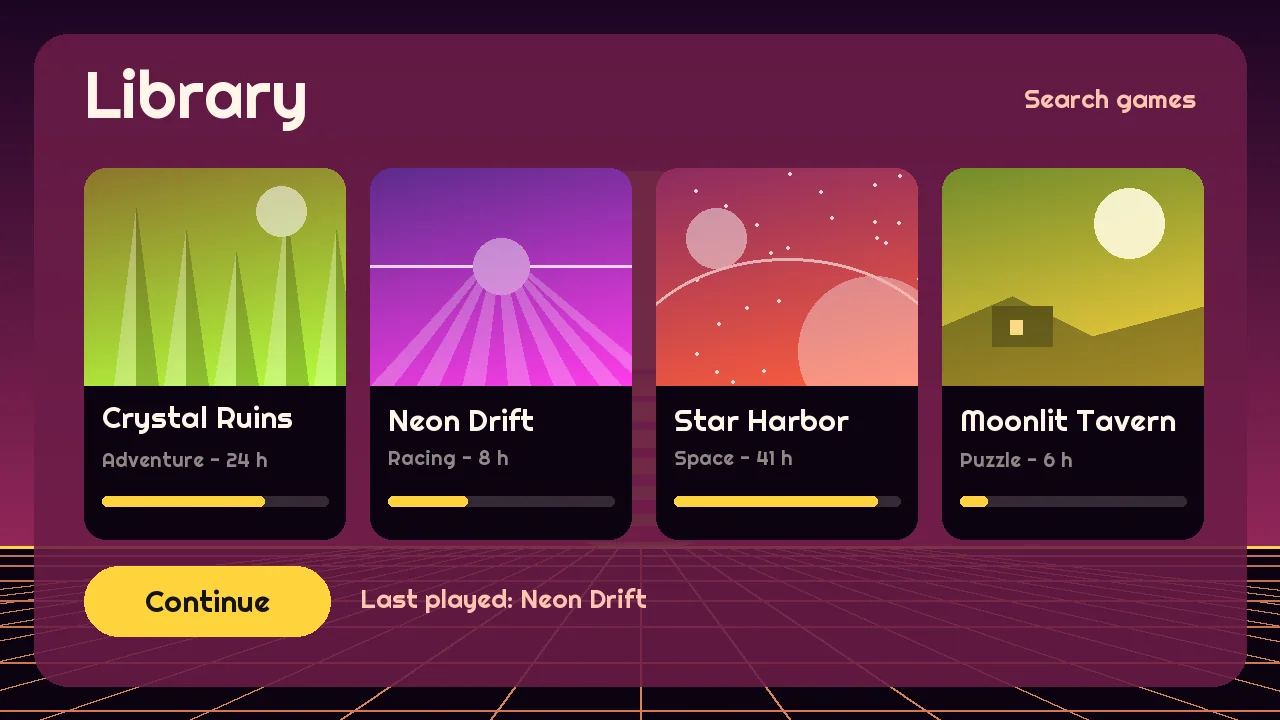 Library
Search games
Crystal Ruins
Adventure - 24 h
Neon Drift
Racing - 8 h
Star Harbor
Space - 41 h
Moonlit Tavern
Puzzle - 6 h
Continue
Last played: Neon Drift